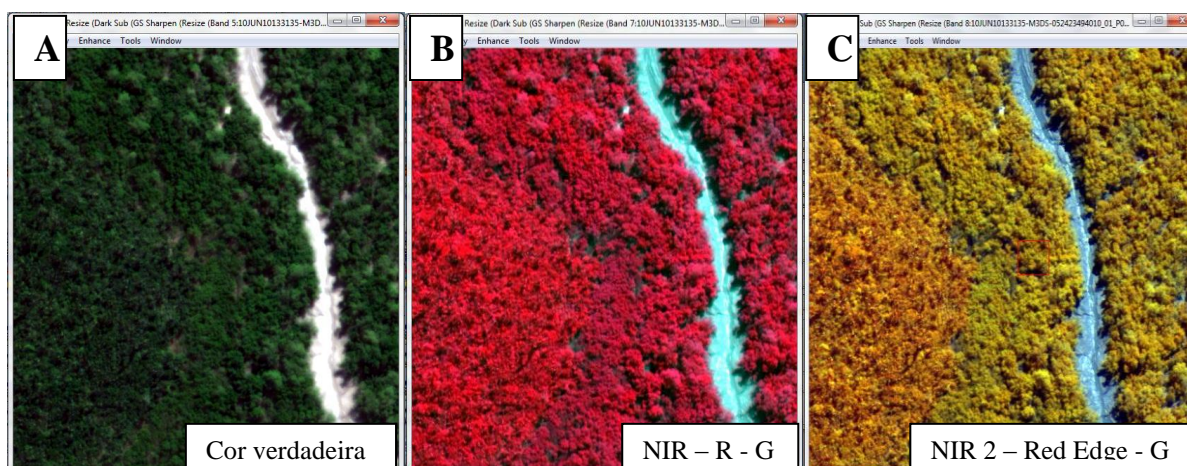 Resize (Dark Sub (GS Sharpen (Resize (Band 5:10JUN10133135-M3D...
Enhance Tools Window
A
Cor verdadeira
Resize (Dark Sub (GS Sharpen (Resize (Band 7:10JUN10133135-M3D...
Enhance Tools Window
B
NIR – R - G
Sub (GS Sharpen (Resize (Band 8:10JUN10133135-M3DS-052423494010_01_P0...
Enhance Tools Window
C
NIR 2 – Red Edge - G